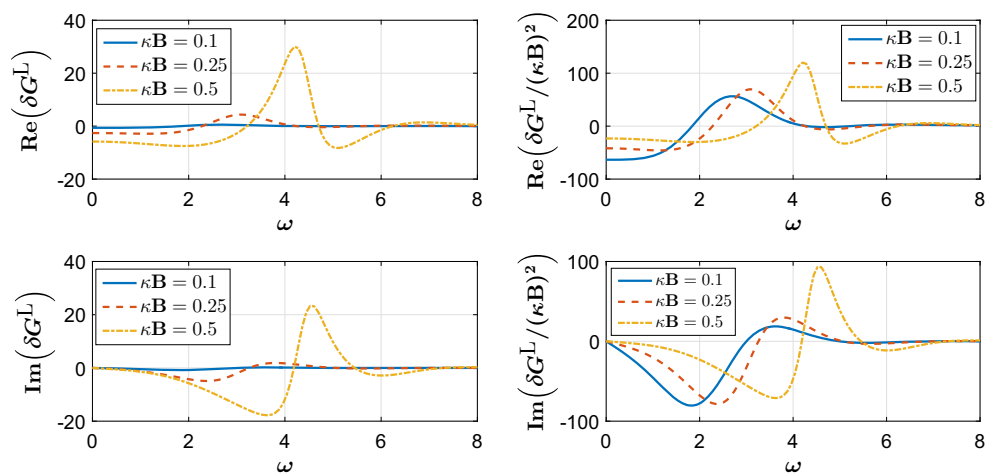 40
20
0
-20
0 2 4 6 8
Re(δG^L)
ω
κB = 0.1
κB = 0.25
κB = 0.5
200
100
0
-100
0 2 4 6 8
Re(δG^L/(κB)²)
ω
κB = 0.1
κB = 0.25
κB = 0.5
40
20
0
-20
0 2 4 6 8
Im(δG^L)
ω
κB = 0.1
κB = 0.25
κB = 0.5
100
0
-100
0 2 4 6 8
Im(δG^L/(κB)²)
ω
κB = 0.1
κB = 0.25
κB = 0.5